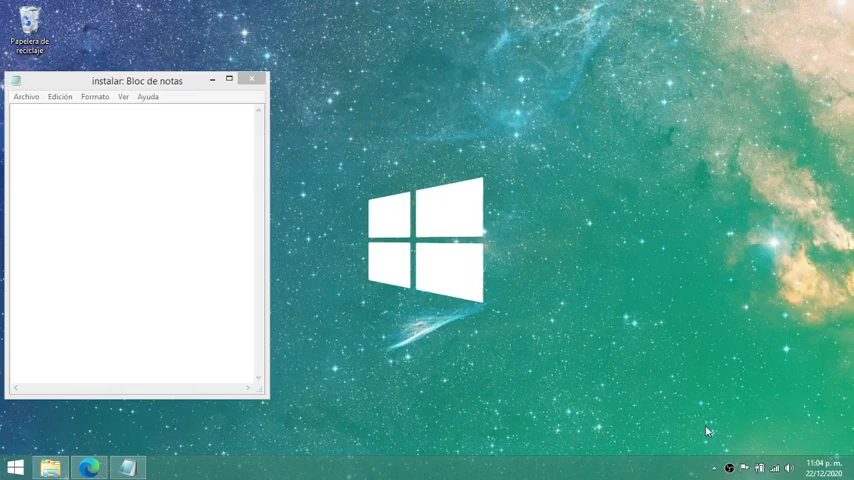 Papelera de
reciclaje
instalar: Bloc de notas
Archivo Edición Formato Ver Ayuda
11:04 p. m.
22/12/2020